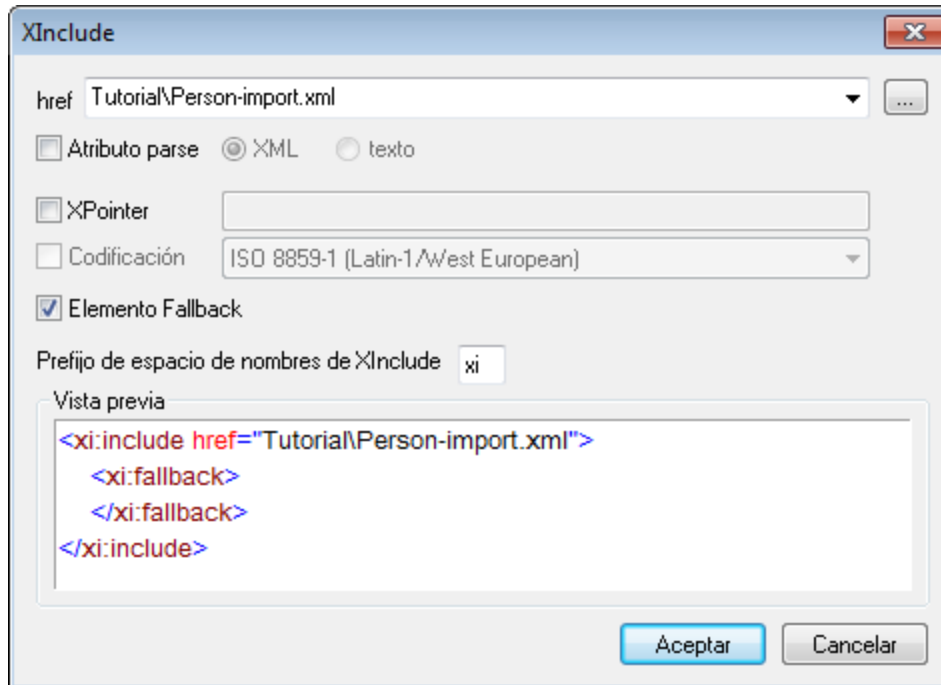 XInclude
href Tutorial\Person-import.xml ...
Atributo parse XML texto
XPointer
Codificación ISO 8859-1 (Latin-1/West European)
Elemento Fallback
Prefijo de espacio de nombres de XInclude xi
Vista previa
<xi:include href="Tutorial\Person-import.xml">
<xi:fallback>
</xi:fallback>
</xi:include>
Aceptar Cancelar